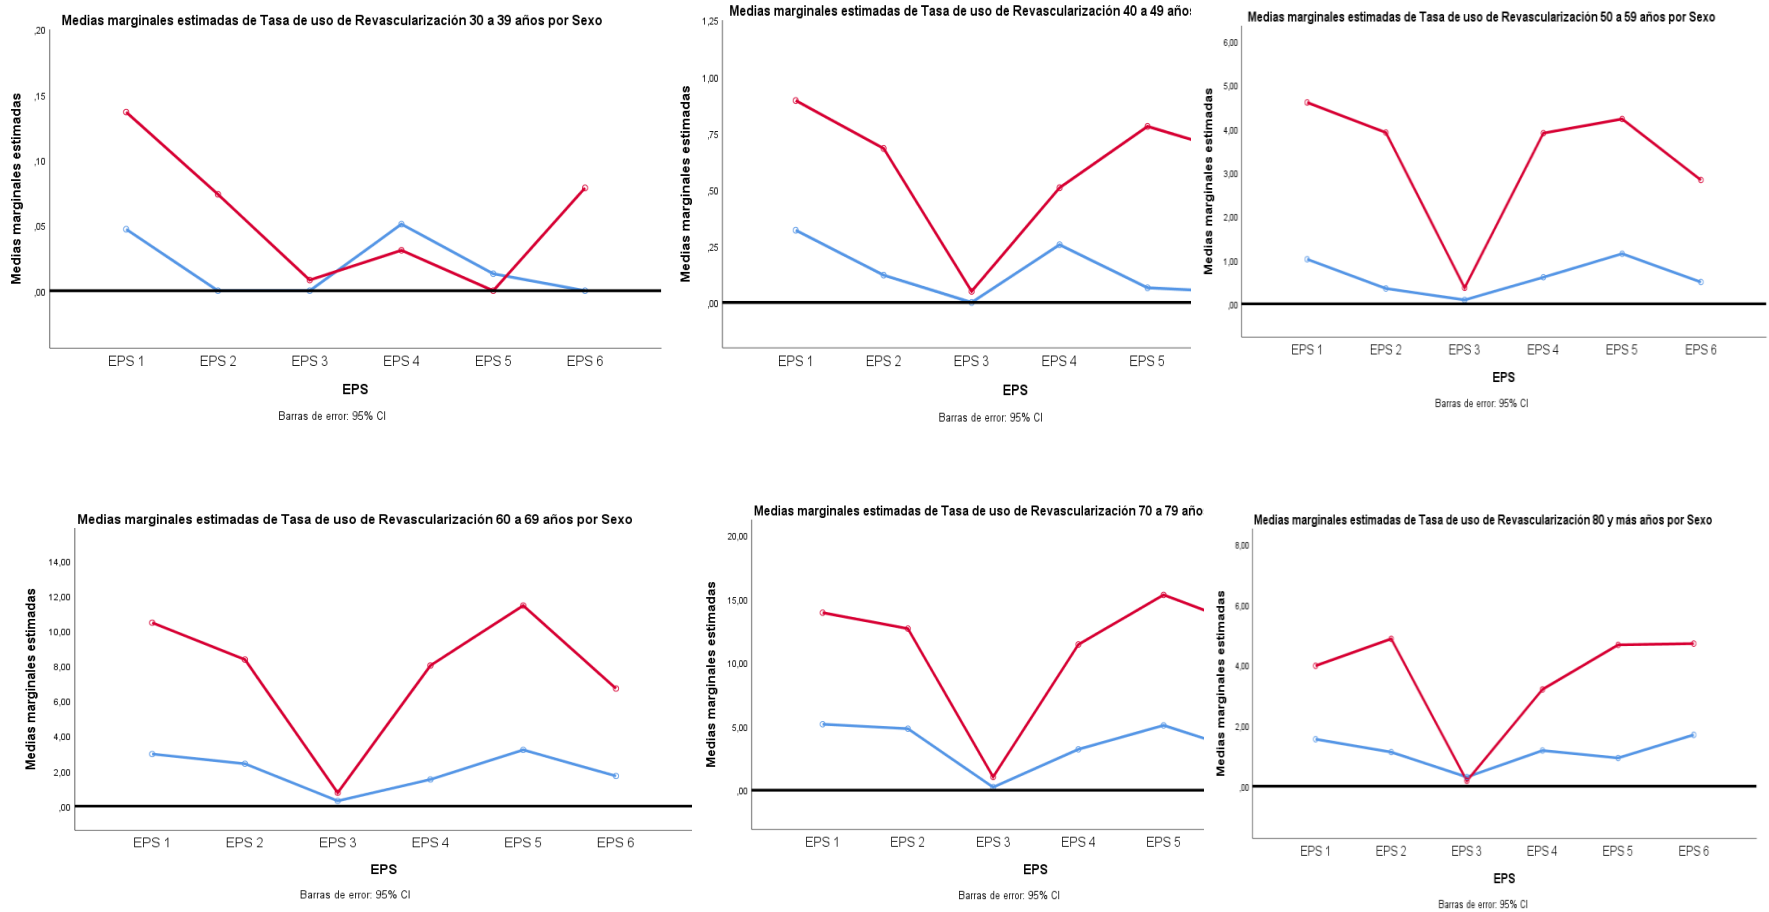 Medias marginales estimadas de Tasa de uso de Revascularización 30 a 39 años por Sexo
Medias marginales estimadas
,20
,15
,10
,05
,00
EPS 1 EPS 2 EPS 3 EPS 4 EPS 5 EPS 6
EPS
Barras de error: 95% CI
Medias marginales estimadas de Tasa de uso de Revascularización 40 a 49 años
Medias marginales estimadas
1,25
1,00
,75
,50
,25
,00
EPS 1 EPS 2 EPS 3 EPS 4 EPS 5
EPS
Barras de error: 95% CI
Medias marginales estimadas de Tasa de uso de Revascularización 50 a 59 años por Sexo
Medias marginales estimadas
6,00
5,00
4,00
3,00
2,00
1,00
,00
EPS 1 EPS 2 EPS 3 EPS 4 EPS 5 EPS 6
EPS
Barras de error: 95% CI
Medias marginales estimadas de Tasa de uso de Revascularización 60 a 69 años por Sexo
Medias marginales estimadas
14,00
12,00
10,00
8,00
6,00
4,00
2,00
,00
EPS 1 EPS 2 EPS 3 EPS 4 EPS 5 EPS 6
EPS
Barras de error: 95% CI
Medias marginales estimadas de Tasa de uso de Revascularización 70 a 79 año
Medias marginales estimadas
20,00
15,00
10,00
5,00
,00
EPS 1 EPS 2 EPS 3 EPS 4 EPS 5
EPS
Barras de error: 95% CI
Medias marginales estimadas de Tasa de uso de Revascularización 80 y más años por Sexo
Medias marginales estimadas
8,00
6,00
4,00
2,00
,00
EPS 1 EPS 2 EPS 3 EPS 4 EPS 5 EPS 6
EPS
Barras de error: 95% CI